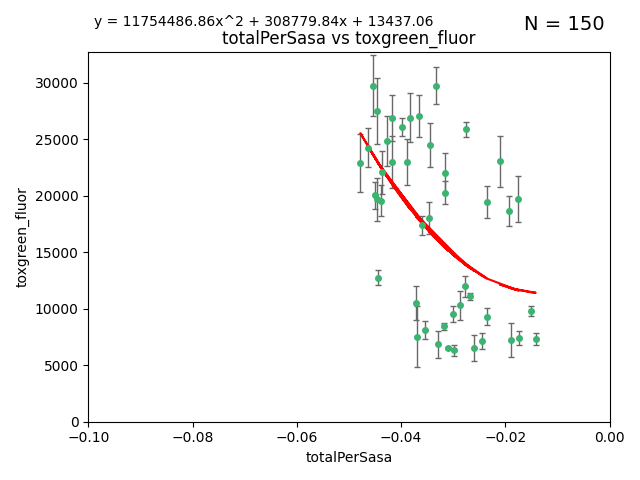 y = 11754486.86x^2 + 308779.84x + 13437.06
N = 150
totalPerSasa vs toxgreen_fluor
30000
25000
20000
15000
10000
5000
0
toxgreen_fluor
−0.10 −0.08 −0.06 −0.04 −0.02 0.00
totalPerSasa